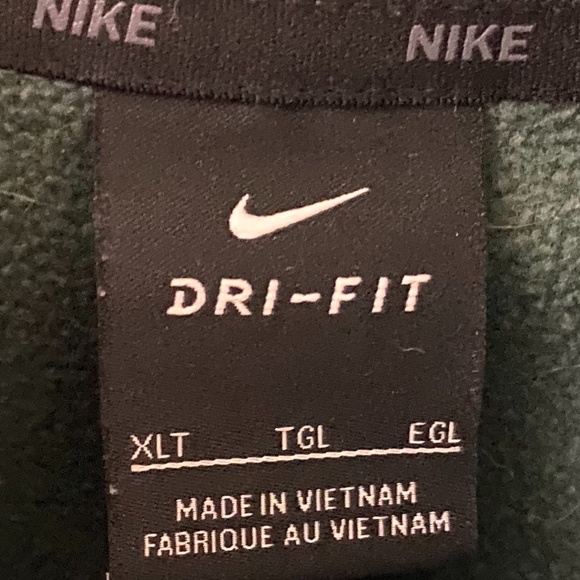 NIKE NIKE
DRI-FIT
XLT TGL EGL
MADE IN VIETNAM
FABRIQUE AU VIETNAM